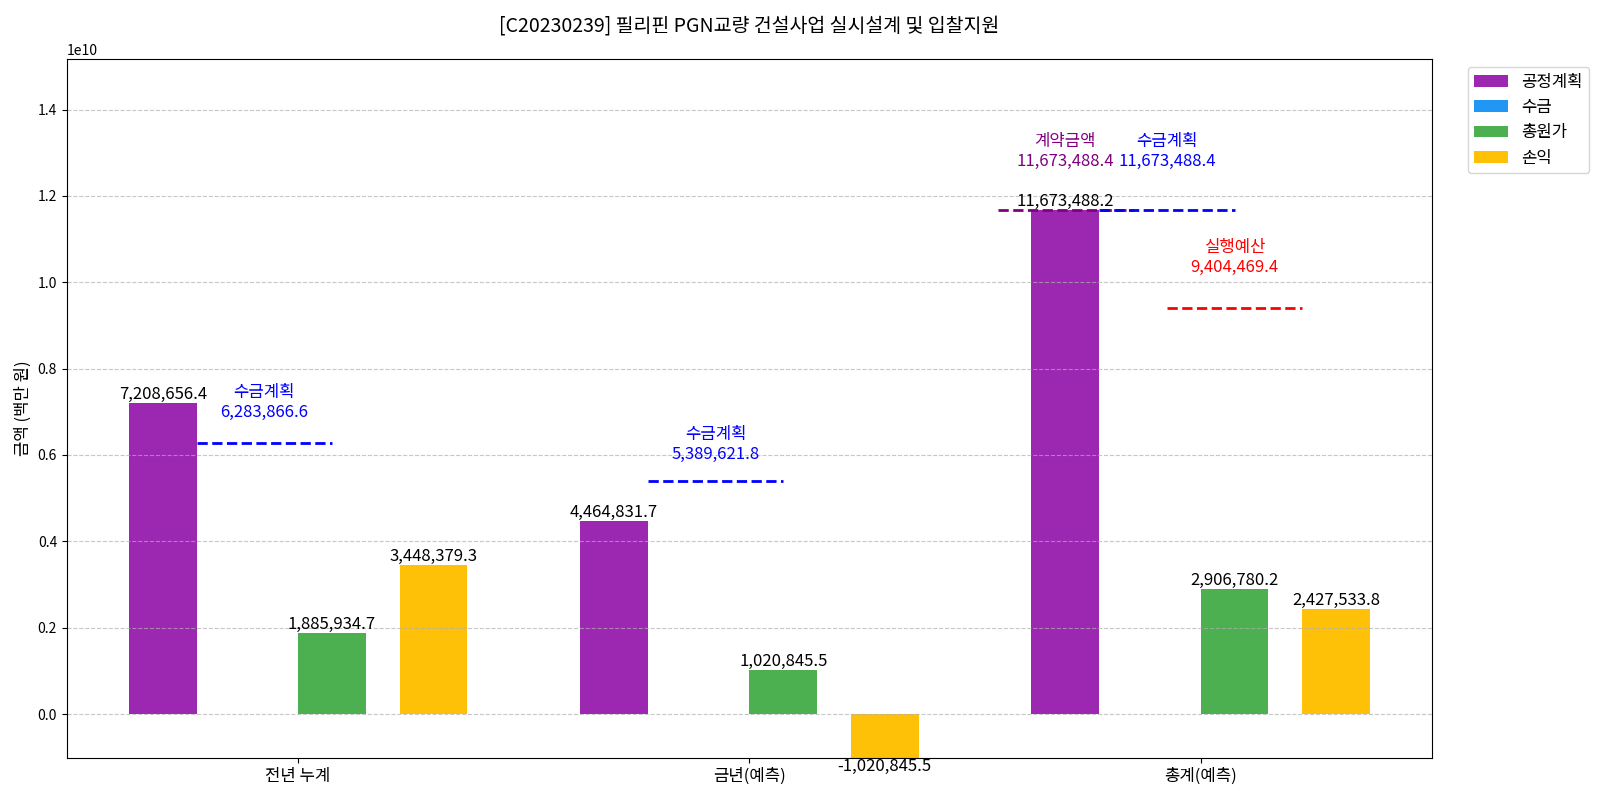 [C20230239] 필리핀 PGN교량 건설사업 실시설계 및 입찰지원
1e10
공정계획
수금
총원가
손익
금액 (백만 원)
1.4
1.2
1.0
0.8
0.6
0.4
0.2
0.0
7,208,656.4
수금계획
6,283,866.6
1,885,934.7
3,448,379.3
4,464,831.7
수금계획
5,389,621.8
1,020,845.5
-1,020,845.5
계약금액
11,673,488.4
수금계획
11,673,488.4
11,673,488.2
실행예산
9,404,469.4
2,906,780.2
2,427,533.8
전년 누계
금년(예측)
총계(예측)